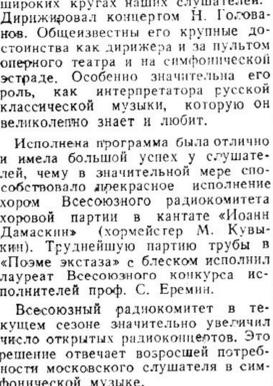 широких кругах наших слушателей.
Дирижировал концертом Н. Голова-
нов. Общеизвестны его крупные до-
стоинства как дирижера и за пультом
оперного театра и на симфонической
эстраде. Особенно значительна его
роль, как интерпретатора русской
классической музыки, которую он
великолепно знает и любит.
Исполнена программа была отлично
и имела большой успех у слушате-
лей, чему в значительной мере спо-
собствовало прекрасное исполнение
хором Всесоюзного радиокомитета
хоровой партии в кантате «Иоанн
Дамаскин» (хормейстер М. Кувы-
кин). Труднейшую партию трубы в
«Поэме экстаза» с блеском исполнил
лауреат Всесоюзного конкурса ис-
полнителей проф. С. Еремин.
Всесоюзный радиокомитет в те-
кущем сезоне значительно увеличил
число открытых радиоконцертов. Это
решение отвечает возросшей потреб-
ности московского слушателя в сим-
фонической музыке.